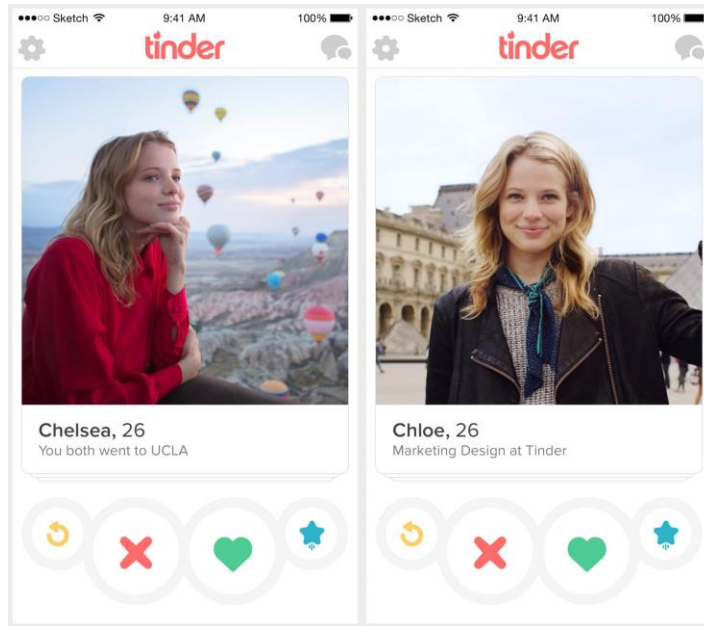 Sketch 9:41 AM 100%
tinder
Chelsea, 26
You both went to UCLA
Sketch 9:41 AM 100%
tinder
Chloe, 26
Marketing Design at Tinder